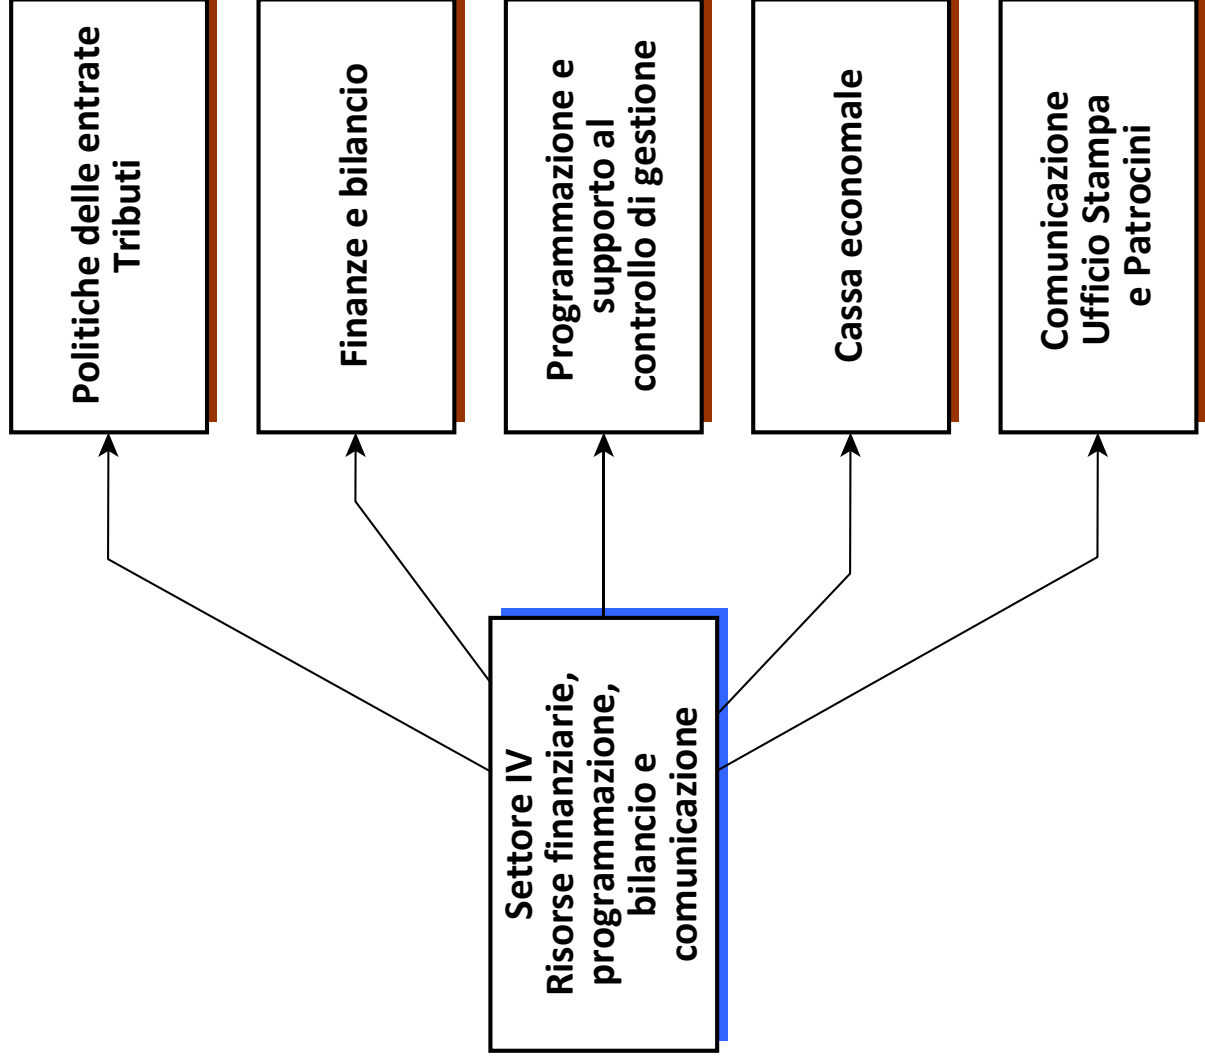 Settore IV
Risorse finanziarie,
programmazione,
bilancio e
comunicazione
Politiche delle entrate
Tributi
Finanze e bilancio
Programmazione e
supporto al
controllo di gestione
Cassa economale
Comunicazione
Ufficio Stampa
e Patrocini